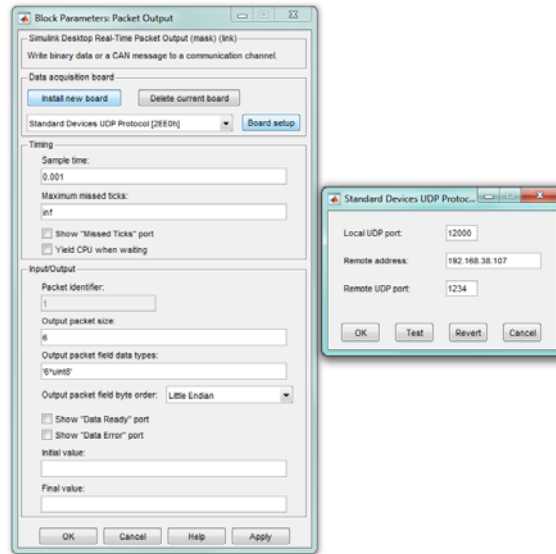 Block Parameters: Packet Output
Simulink Desktop Real-Time Packet Output (mask) (link)
Write binary data or a CAN message to a communication channel.
Data acquisition board
Install new board
Delete current board
Standard Devices UDP Protocol [2EE0h]
Board setup
Timing
Sample time:
0.001
Maximum missed ticks:
inf
Show "Missed Ticks" port
Yield CPU when waiting
Input/Output
Packet identifier:
1
Output packet size:
6
Output packet field data types:
'6*uint8'
Output packet field byte order: Little Endian
Show "Data Ready" port
Show "Data Error" port
Initial value:
Final value:
OK Cancel Help Apply
Standard Devices UDP Protoc...
Local UDP port: 12000
Remote address: 192.168.38.107
Remote UDP port: 1234
OK Test Revert Cancel